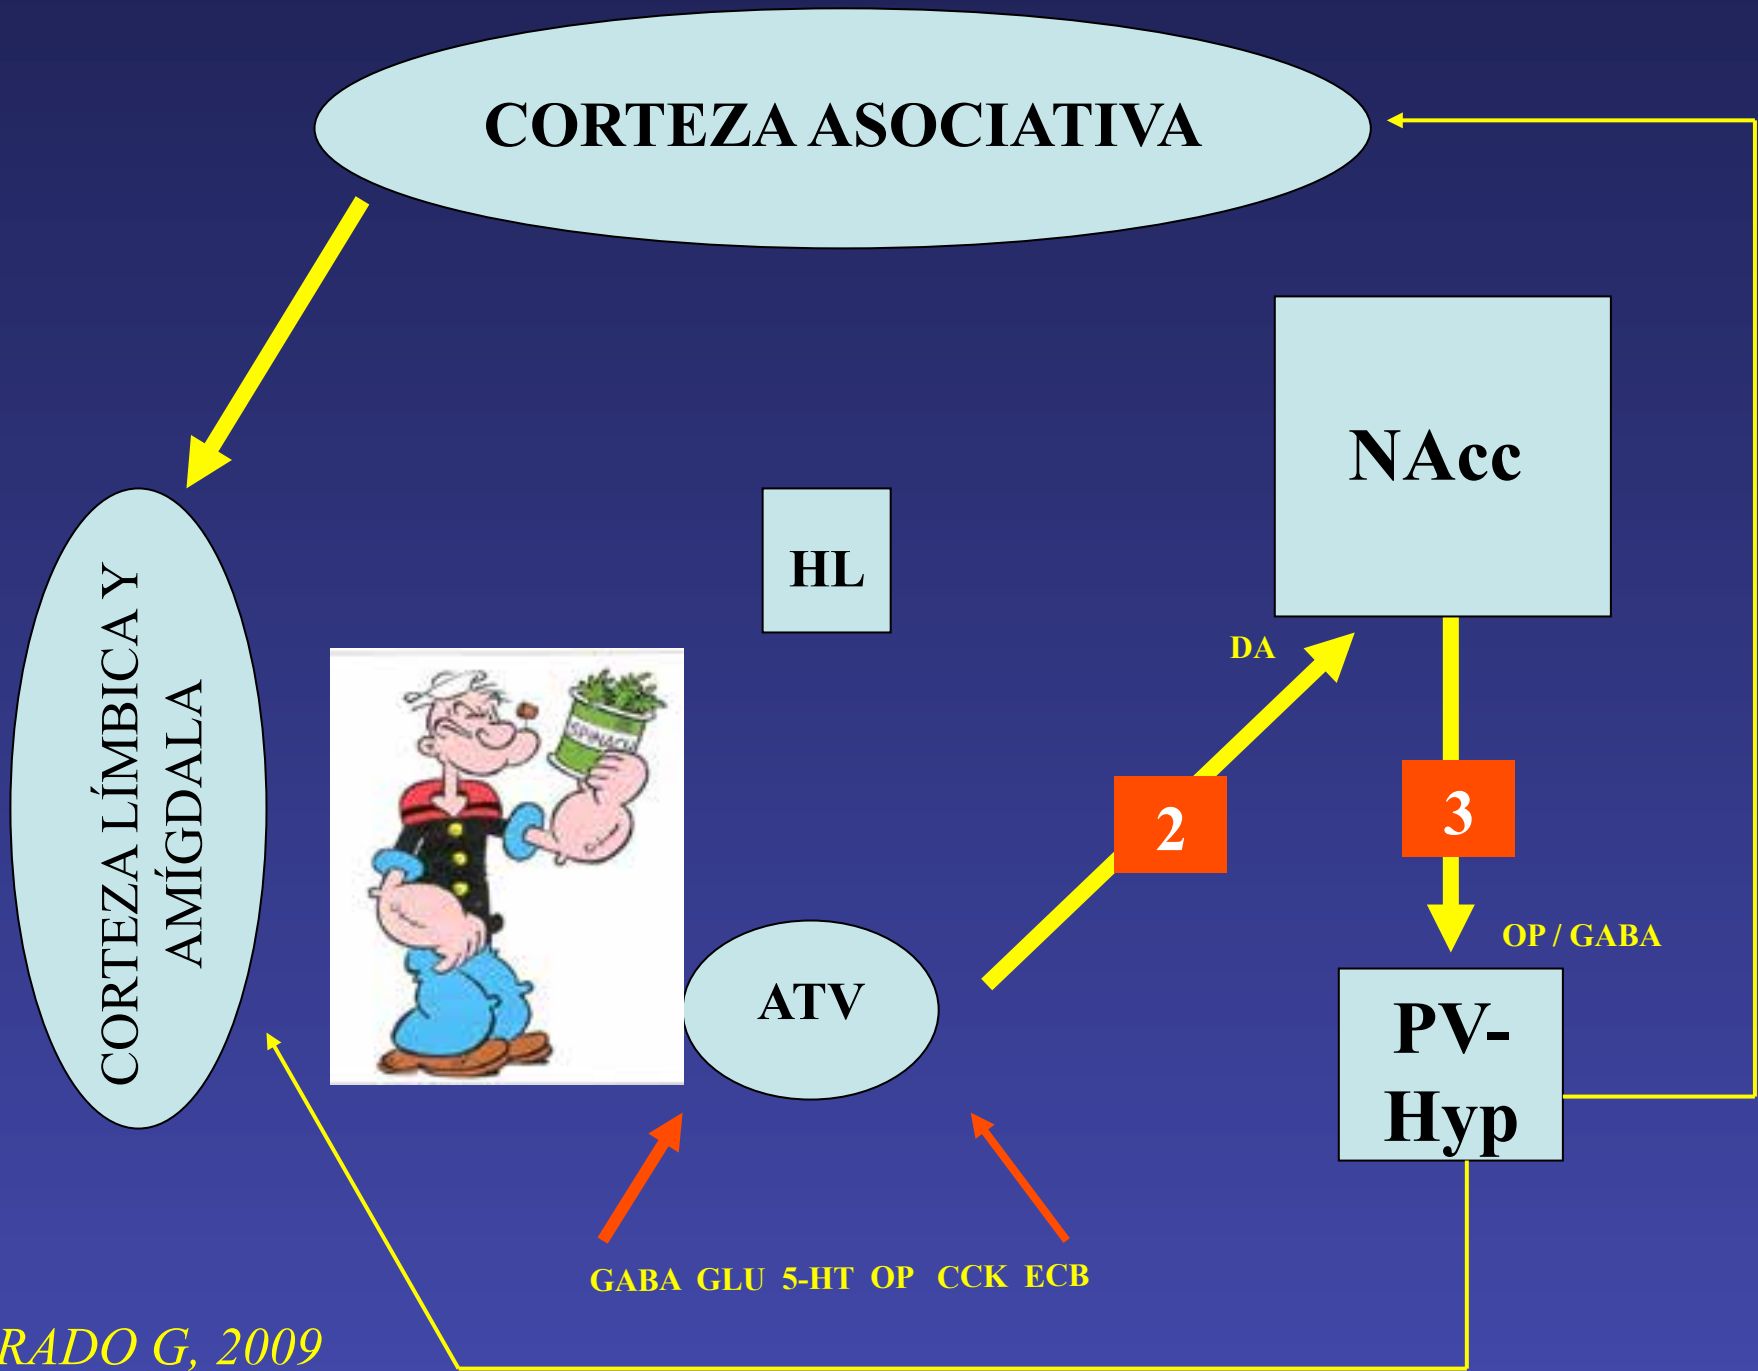 CORTEZA ASOCIATIVA
NAcc
HL
CORTEZA LÍMBICA Y
AMÍGDALA
SPINACH
DA
2
3
OP / GABA
ATV
PV-
Hyp
GABA GLU 5-HT OP CCK ECB
RADO G, 2009